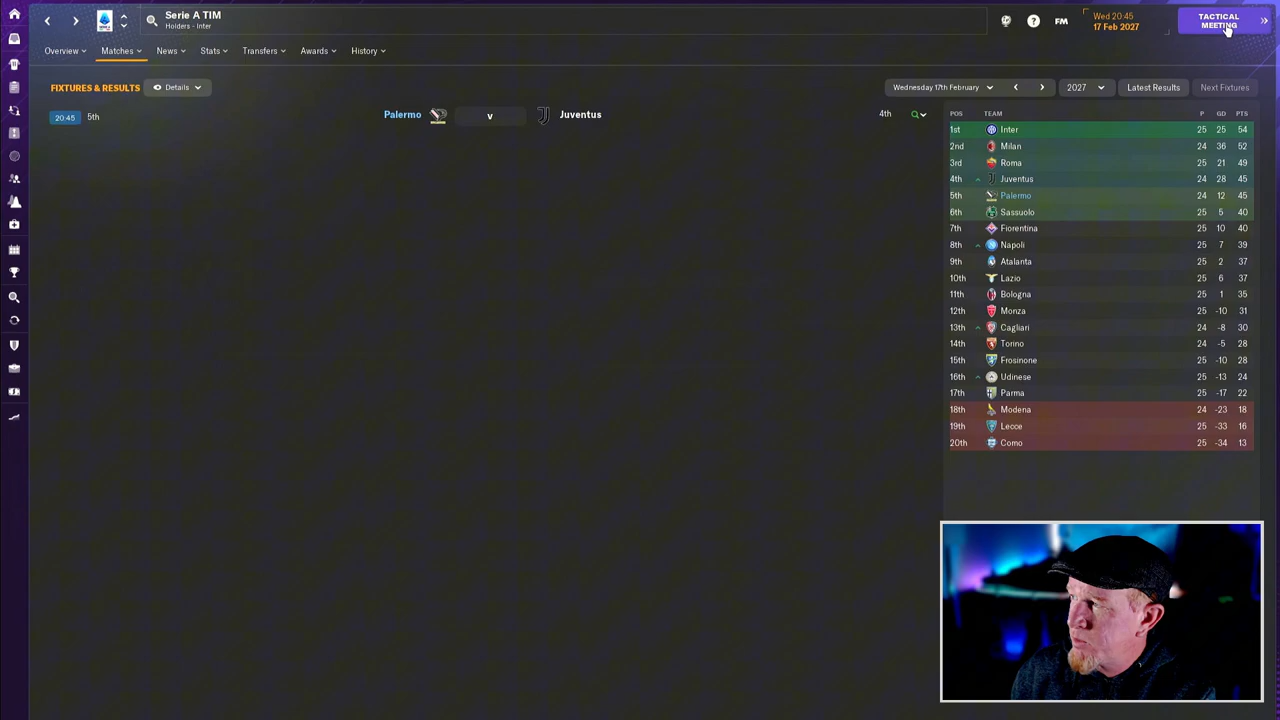 Serie A TIM
Holders - Inter
FM
Wed 20:45
17 Feb 2027
TACTICAL
MEETING
Overview
Matches
News
Stats
Transfers
Awards
History
FIXTURES & RESULTS
Details
Wednesday 17th February
2027
Latest Results
Next Fixtures
20.45 5th Palermo v Juventus 4th
POS TEAM P GD PTS
1st Inter 25 25 54
2nd Milan 24 36 52
3rd Roma 25 21 49
4th Juventus 24 28 45
5th Palermo 24 12 45
6th Sassuolo 25 5 40
7th Fiorentina 25 10 40
8th Napoli 25 7 39
9th Atalanta 25 2 37
10th Lazio 25 6 37
11th Bologna 25 1 35
12th Monza 25 -10 31
13th Cagliari 24 -8 30
14th Torino 24 -5 28
15th Frosinone 25 -10 28
16th Udinese 25 -13 24
17th Parma 25 -17 22
18th Modena 24 -23 18
19th Lecce 25 -33 16
20th Como 25 -34 13